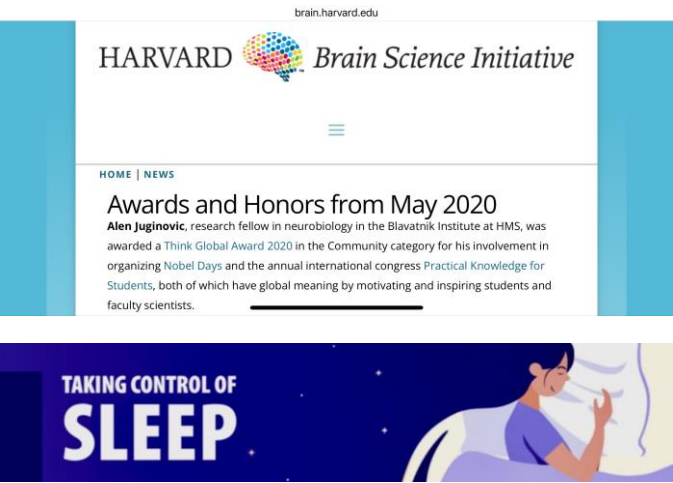 brain.harvard.edu
HARVARD Brain Science Initiative
HOME | NEWS
Awards and Honors from May 2020
Alen Juginovic, research fellow in neurobiology in the Blavatnik Institute at HMS, was
awarded a Think Global Award 2020 in the Community category for his involvement in
organizing Nobel Days and the annual international congress Practical Knowledge for
Students, both of which have global meaning by motivating and inspiring students and
faculty scientists.
TAKING CONTROL OF
SLEEP